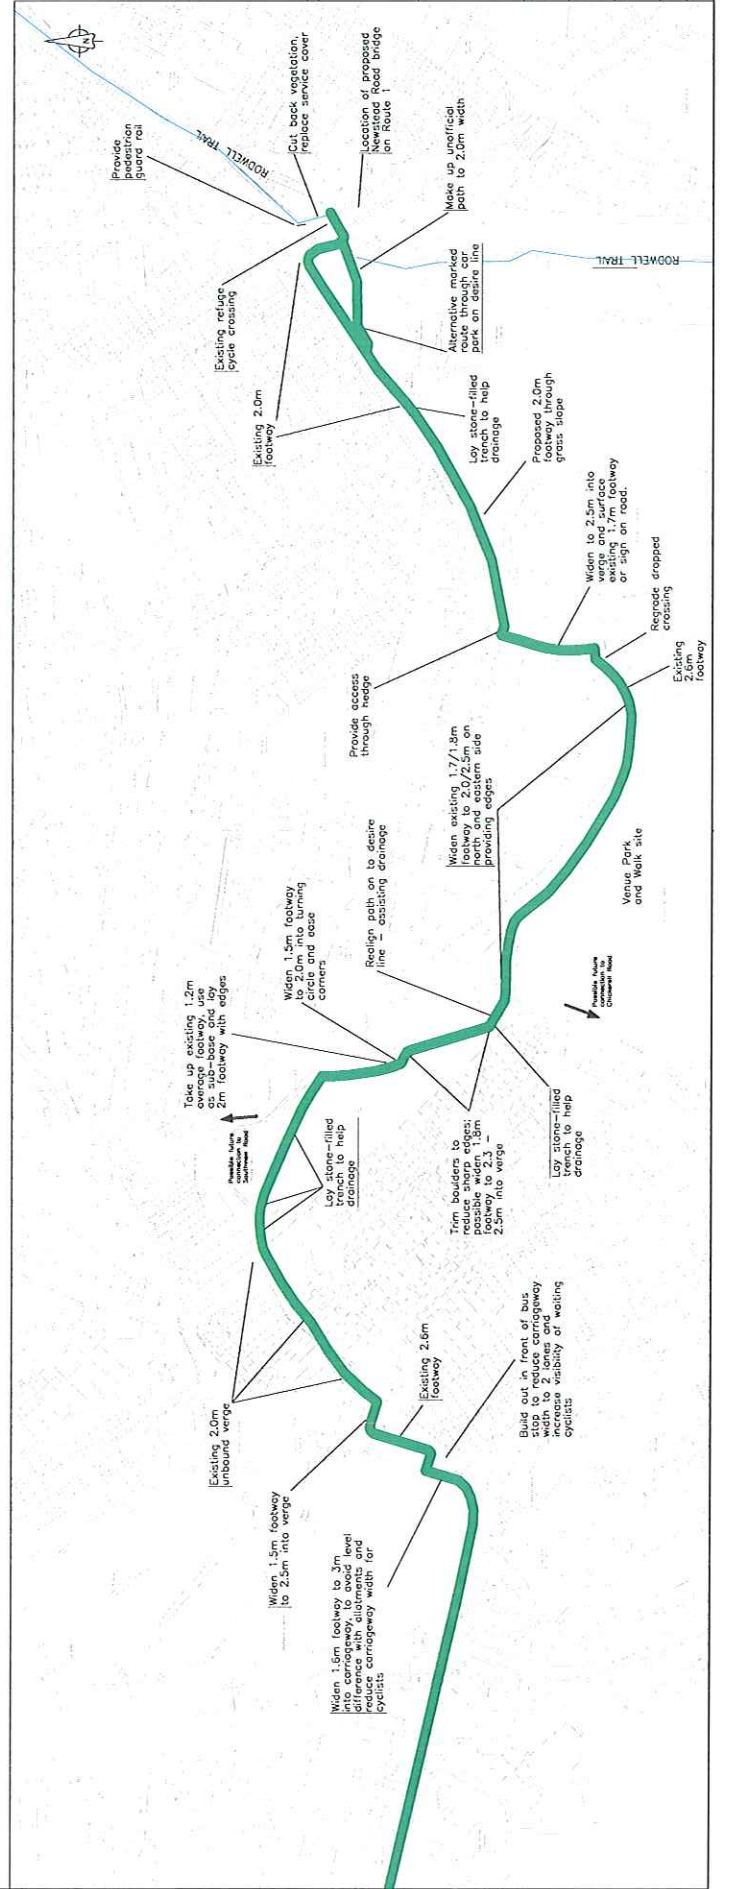 Widen 1.6m footway to 3m
into carriageway, to avoid level
difference with allotments and
reduce carriageway width for
cyclists
Widen 1.5m footway
to 2.5m into verge
Existing 2.0m
unbound verge
Build out in front of bus
stop to reduce carriageway
width to 2 lanes and
increase visibility of waiting
cyclists
Existing 2.6m
footway
Possible future
connection to
Southview Road
Take up existing 1.2m
average footway, use
as sub-base and lay
2m footway with edges
Lay stone-filled
trench to help
drainage
Widen 1.5m footway
to 2.0m into turning
circle and ease
corners
Trim boulders to
reduce sharp edges;
possible widen 1.8m
footway to 2.3 -
2.5m into verge
Lay stone-filled
trench to help
drainage
Realign path on to desire
line - assisting drainage
Possible future
connection to
Chickerell Road
Widen existing 1.7/1.8m
footway to 2.0/2.5m on
north and eastern side
providing edges
Venue Park
and Walk site
Provide access
through hedge
Existing
2.6m
footway
Regrade dropped
crossing
Widen to 2.5m into
verge and surface
existing 1.7m footway
or sign on road.
Proposed 2.0m
footway through
grass slope
Lay stone-filled
trench to help
drainage
Existing 2.0m
footway
Existing refuge
cycle crossing
Alternative marked
route through car
park on desire line
Make up unofficial
path to 2.0m width
RODWELL TRAIL
Provide
pedestrian
guard rail
RODWELL TRAIL
Cut back vegetation,
replace service cover
Location of proposed
Newstead Road bridge
on Route 1
N